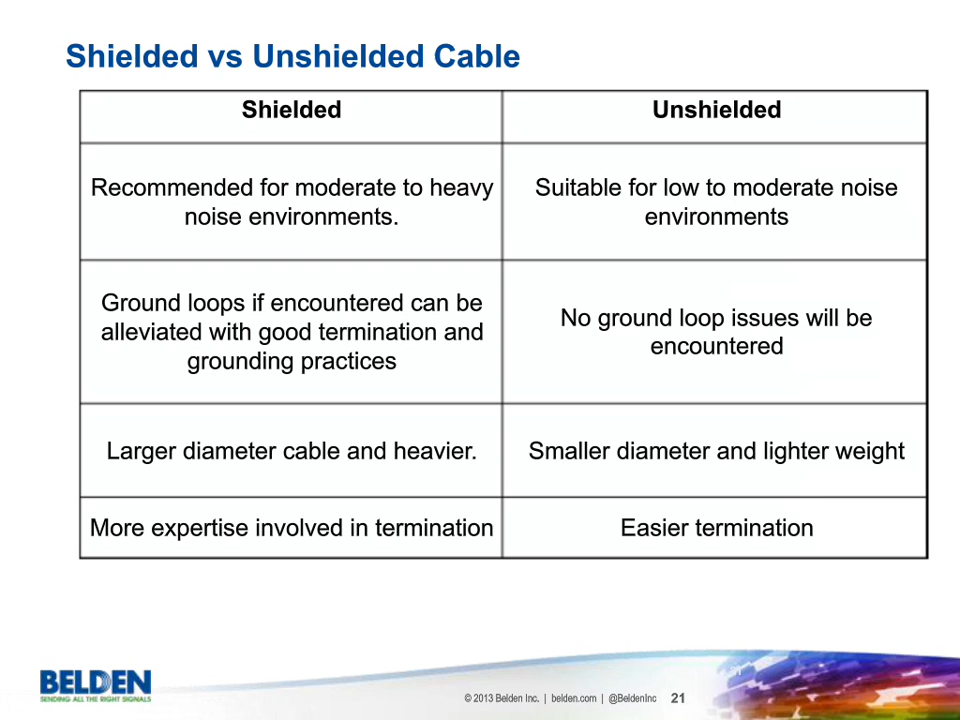 Shielded vs Unshielded Cable
Shielded
Unshielded
Recommended for moderate to heavy
noise environments.
Suitable for low to moderate noise
environments
Ground loops if encountered can be
alleviated with good termination and
grounding practices
No ground loop issues will be
encountered
Larger diameter cable and heavier.
Smaller diameter and lighter weight
More expertise involved in termination
Easier termination
BELDEN
SENDING ALL THE RIGHT SIGNALS
© 2013 Belden Inc. | belden.com | @BeldenInc 21